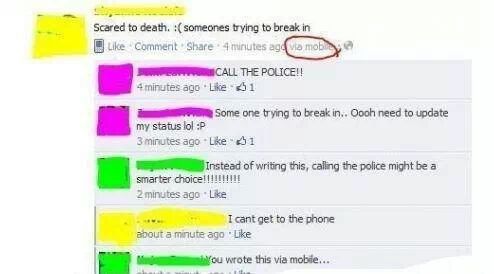 Scared to death. :( someones trying to break in
Like · Comment · Share · 4 minutes ago via mobile
CALL THE POLICE!!
4 minutes ago · Like · 1
Some one trying to break in.. Oooh need to update
my status lol :P
3 minutes ago · Like · 1
Instead of writing this, calling the police might be a
smarter choice!!!!!!!!!!
2 minutes ago · Like
I cant get to the phone
about a minute ago · Like
You wrote this via mobile...